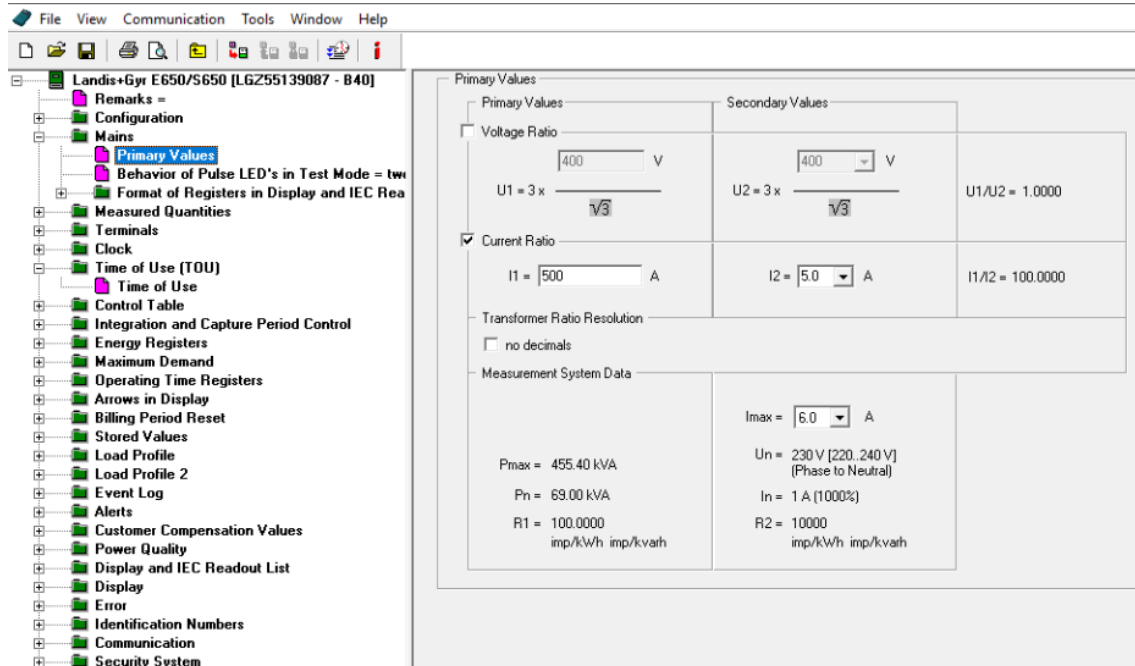 File View Communication Tools Window Help
Landis+Gyr E650/S650 [LGZ55139087 - B40]
Remarks =
Configuration
Mains
Primary Values
Behavior of Pulse LED's in Test Mode = two
Format of Registers in Display and IEC Rea
Measured Quantities
Terminals
Clock
Time of Use (TOU)
Time of Use
Control Table
Integration and Capture Period Control
Energy Registers
Maximum Demand
Operating Time Registers
Arrows in Display
Billing Period Reset
Stored Values
Load Profile
Load Profile 2
Event Log
Alerts
Customer Compensation Values
Power Quality
Display and IEC Readout List
Display
Error
Identification Numbers
Communication
Security System
Primary Values
Primary Values Secondary Values
Voltage Ratio
400 V 400 V
U1 = 3 x U2 = 3 x U1/U2 = 1.0000
√3 √3
Current Ratio
I1 = 500 A I2 = 5.0 A I1/I2 = 100.0000
Transformer Ratio Resolution
no decimals
Measurement System Data
Imax = 6.0 A
Pmax = 455.40 kVA Un = 230 V [220..240 V]
(Phase to Neutral)
Pn = 69.00 kVA In = 1 A (1000%)
R1 = 100.0000 R2 = 10000
imp/kWh imp/kvarh imp/kWh imp/kvarh